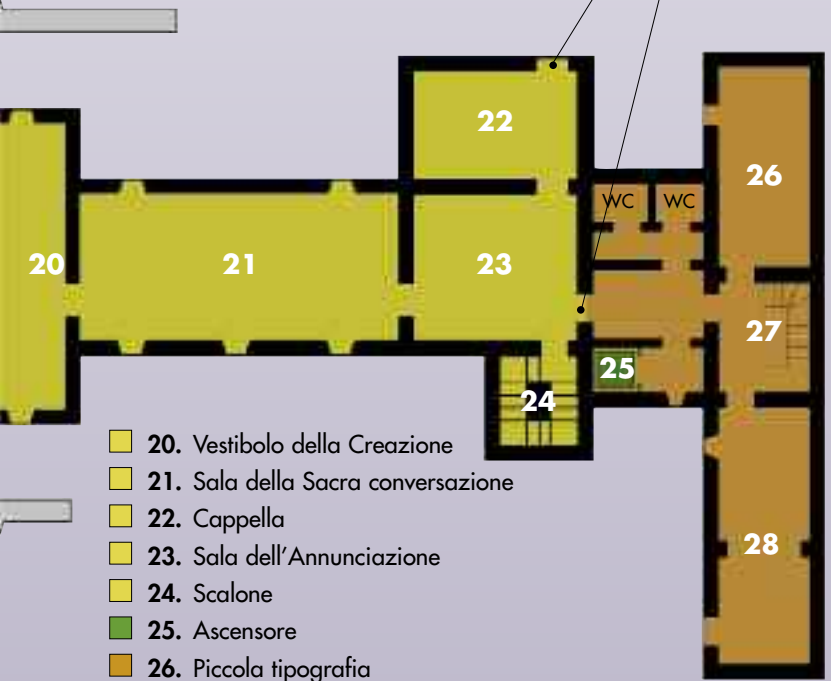 22
26
WC WC
20 21 23
27
25
24
28
20. Vestibolo della Creazione
21. Sala della Sacra conversazione
22. Cappella
23. Sala dell'Annunciazione
24. Scalone
25. Ascensore
26. Piccola tipografia